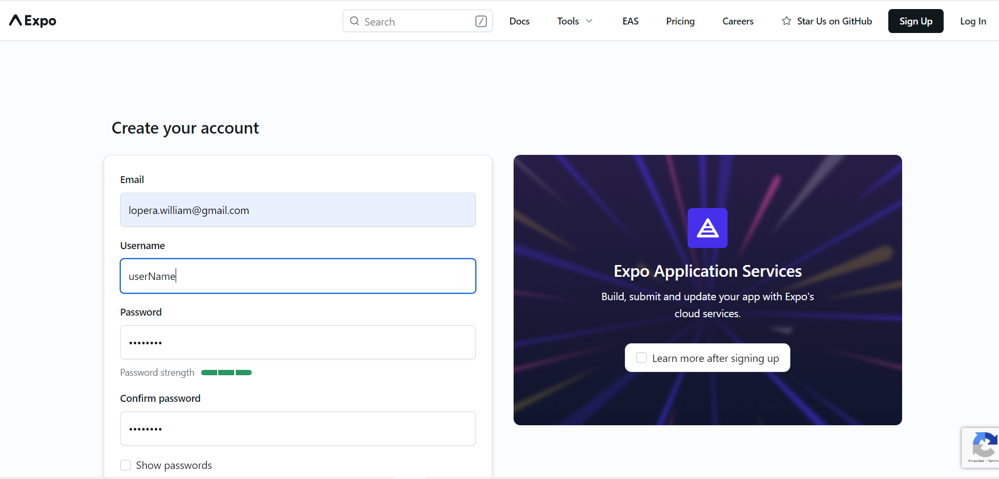 Expo
Search /
Docs
Tools
EAS
Pricing
Careers
Star Us on GitHub
Sign Up
Log In
Create your account
Email
lopera.william@gmail.com
Username
userName
Password
••••••••
Password strength
Confirm password
••••••••
Show passwords
Expo Application Services
Build, submit and update your app with Expo's
cloud services.
Learn more after signing up